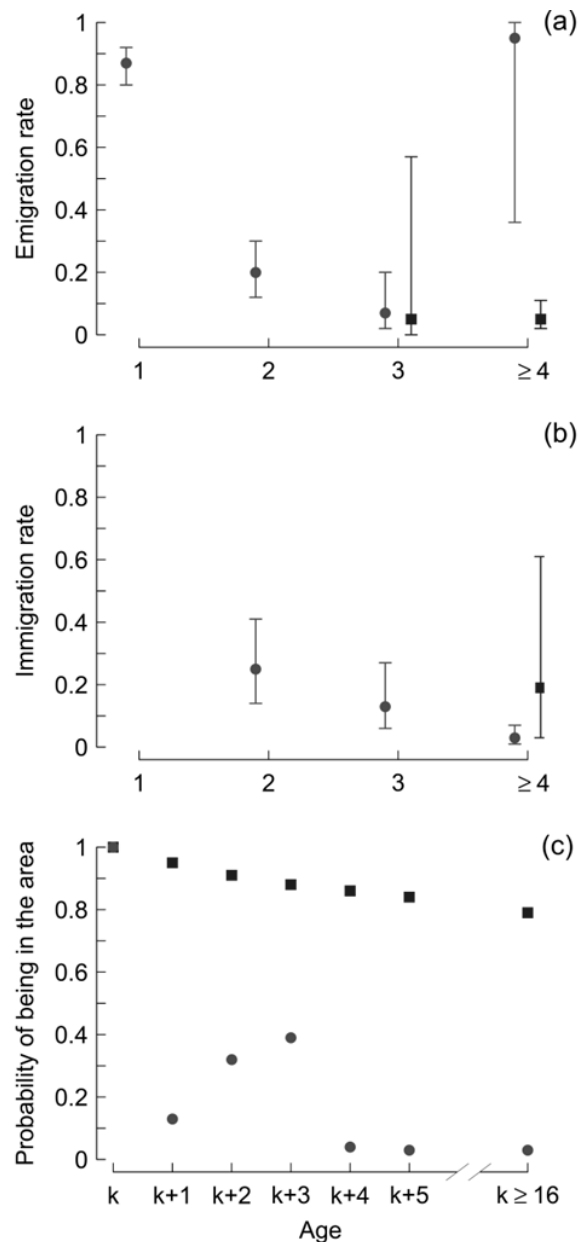 (a)
Emigration rate
1
0.8
0.6
0.4
0.2
0
1 2 3 ≥ 4
(b)
Immigration rate
1
0.8
0.6
0.4
0.2
0
1 2 3 ≥ 4
(c)
Probability of being in the area
1
0.8
0.6
0.4
0.2
0
k k+1 k+2 k+3 k+4 k+5 k ≥ 16
Age